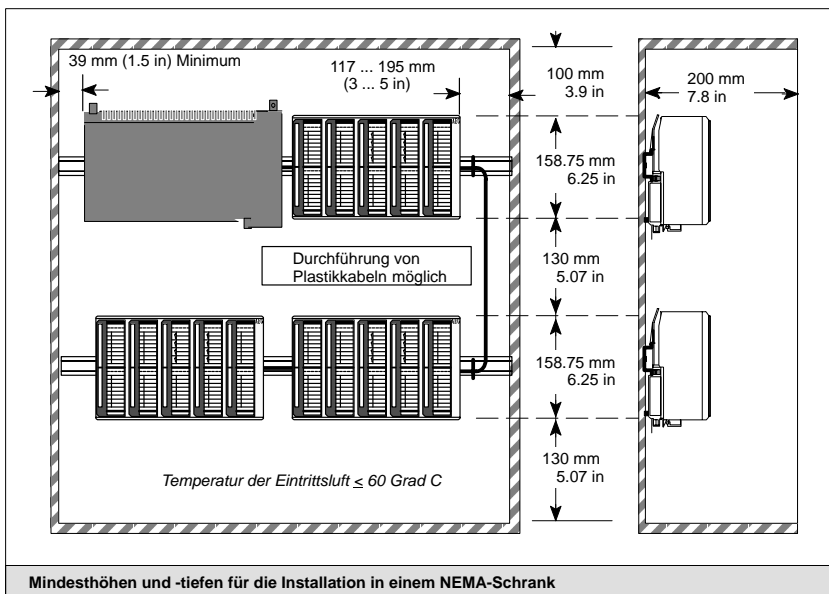 39 mm (1.5 in) Minimum
117 ... 195 mm
(3 ... 5 in)
100 mm
3.9 in
200 mm
7.8 in
158.75 mm
6.25 in
Durchführung von
Plastikkabeln möglich
130 mm
5.07 in
158.75 mm
6.25 in
130 mm
5.07 in
Temperatur der Eintrittsluft ≤ 60 Grad C
Mindesthöhen und -tiefen für die Installation in einem NEMA-Schrank